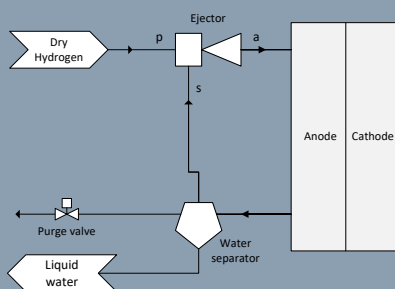 Ejector
Dry
Hydrogen
p
a
s
Anode
Cathode
Purge valve
Water
separator
Liquid
water